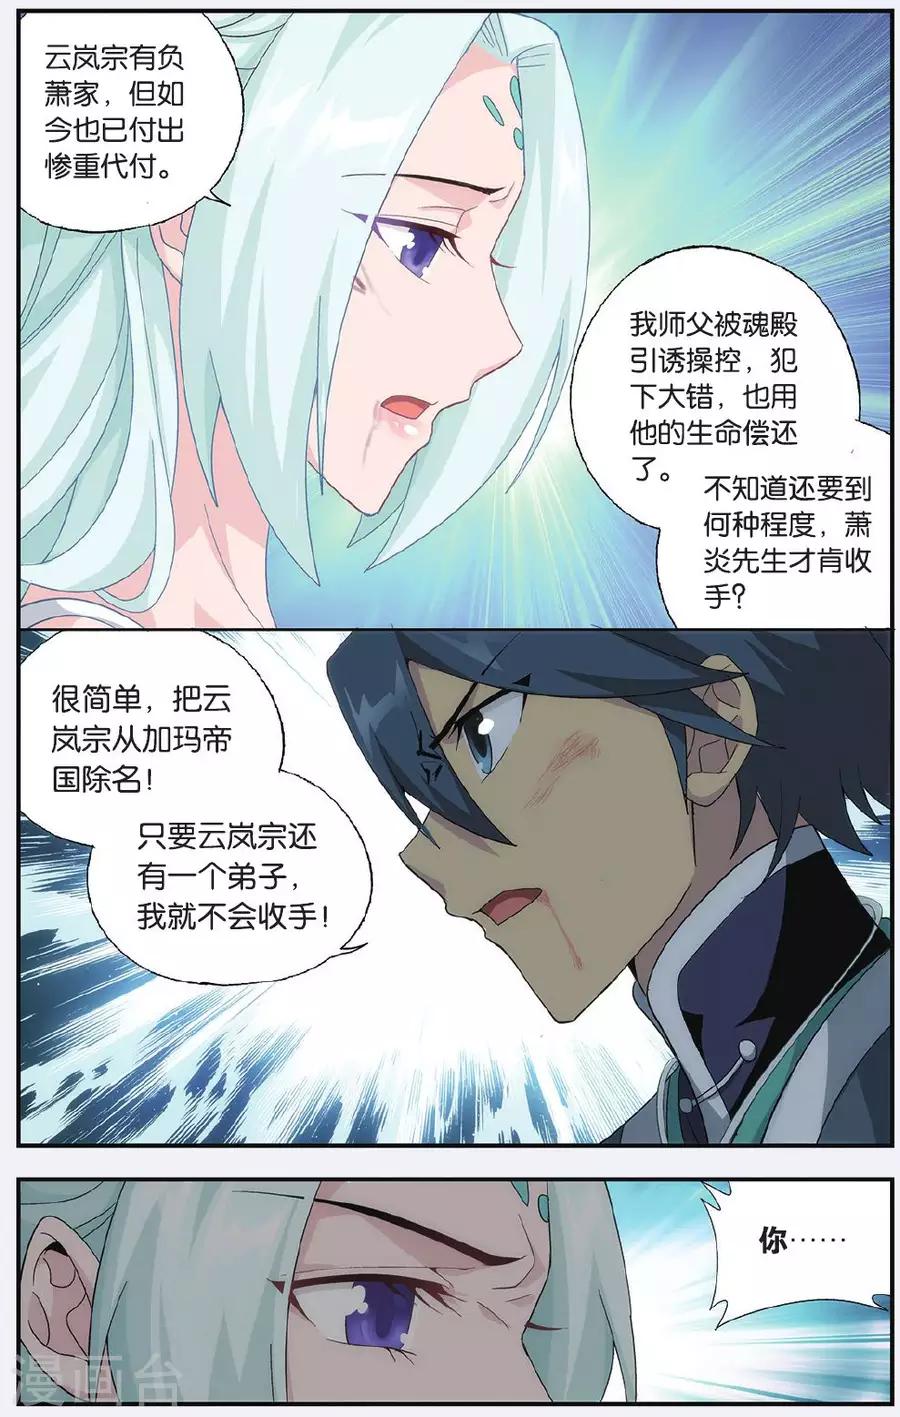 云岚宗有负
萧家，但如
今也已付出
惨重代付。
我师父被魂殿
引诱操控，犯
下大错，也用
他的生命偿还
了。
不知道还要到
何种程度，萧
炎先生才肯收
手？
很简单，把云
岚宗从加玛帝
国除名！
只要云岚宗还
有一个弟子，
我就不会收手！
你……
漫画台